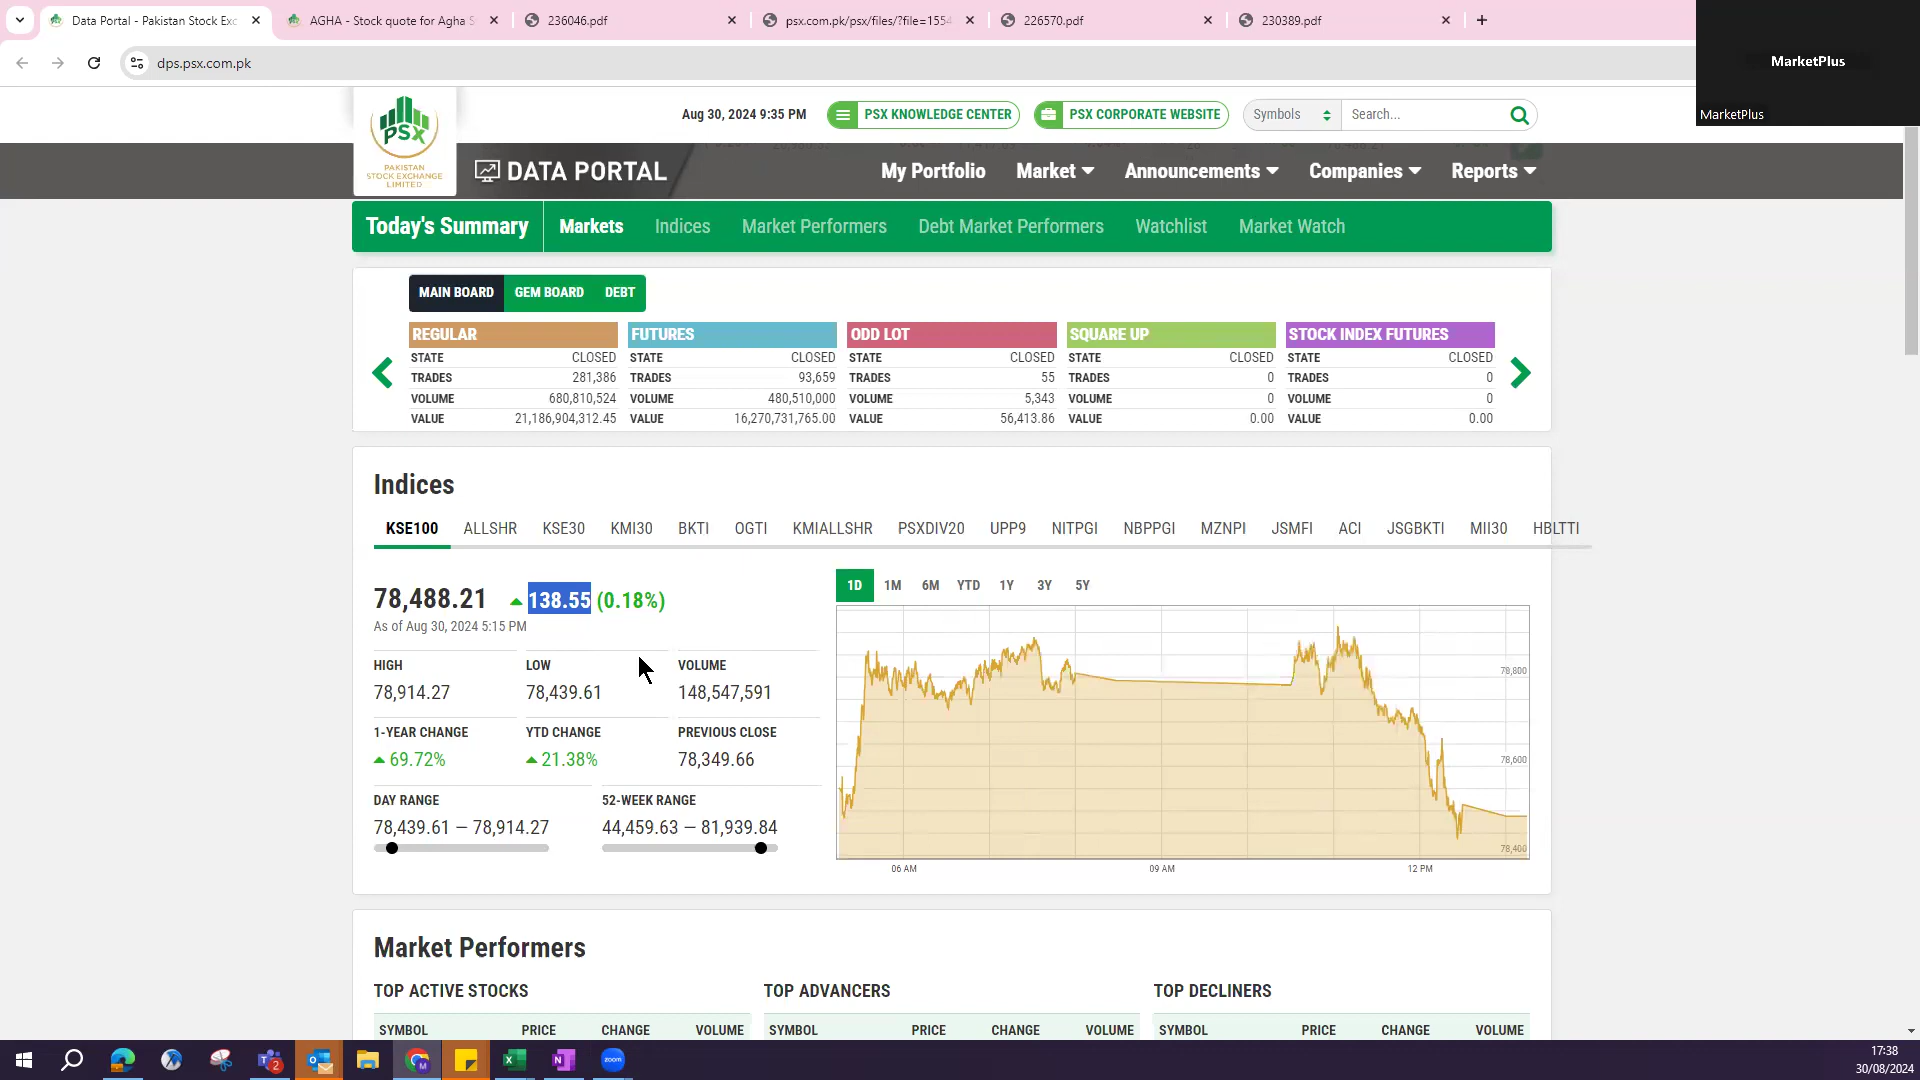 Data Portal - Pakistan Stock Exc
AGHA - Stock quote for Agha S
236046.pdf
psx.com.pk/psx/files/?file=1554
226570.pdf
230389.pdf
dps.psx.com.pk
MarketPlus
MarketPlus
PSX
PAKISTAN
STOCK EXCHANGE
LIMITED
Aug 30, 2024 9:35 PM
PSX KNOWLEDGE CENTER
PSX CORPORATE WEBSITE
Symbols
Search...
DATA PORTAL
My Portfolio
Market
Announcements
Companies
Reports
Today's Summary
Markets
Indices
Market Performers
Debt Market Performers
Watchlist
Market Watch
MAIN BOARD
GEM BOARD
DEBT
REGULAR
STATE CLOSED
TRADES 281,386
VOLUME 680,810,524
VALUE 21,186,904,312.45
FUTURES
STATE CLOSED
TRADES 93,659
VOLUME 480,510,000
VALUE 16,270,731,765.00
ODD LOT
STATE CLOSED
TRADES 55
VOLUME 5,343
VALUE 56,413.86
SQUARE UP
STATE CLOSED
TRADES 0
VOLUME 0
VALUE 0.00
STOCK INDEX FUTURES
STATE CLOSED
TRADES 0
VOLUME 0
VALUE 0.00
Indices
KSE100 ALLSHR KSE30 KMI30 BKTI OGTI KMIALLSHR PSXDIV20 UPP9 NITPGI NBPPGI MZNPI JSMFI ACI JSGBKTI MII30 HBLTTI
78,488.21 138.55 (0.18%)
As of Aug 30, 2024 5:15 PM
HIGH
78,914.27
LOW
78,439.61
VOLUME
148,547,591
1-YEAR CHANGE
69.72%
YTD CHANGE
21.38%
PREVIOUS CLOSE
78,349.66
DAY RANGE
78,439.61 — 78,914.27
52-WEEK RANGE
44,459.63 — 81,939.84
1D 1M 6M YTD 1Y 3Y 5Y
78,800
78,600
78,400
06 AM
09 AM
12 PM
Market Performers
TOP ACTIVE STOCKS
SYMBOL PRICE CHANGE VOLUME
TOP ADVANCERS
SYMBOL PRICE CHANGE VOLUME
TOP DECLINERS
SYMBOL PRICE CHANGE VOLUME
2
M
zoom
17:38
30/08/2024